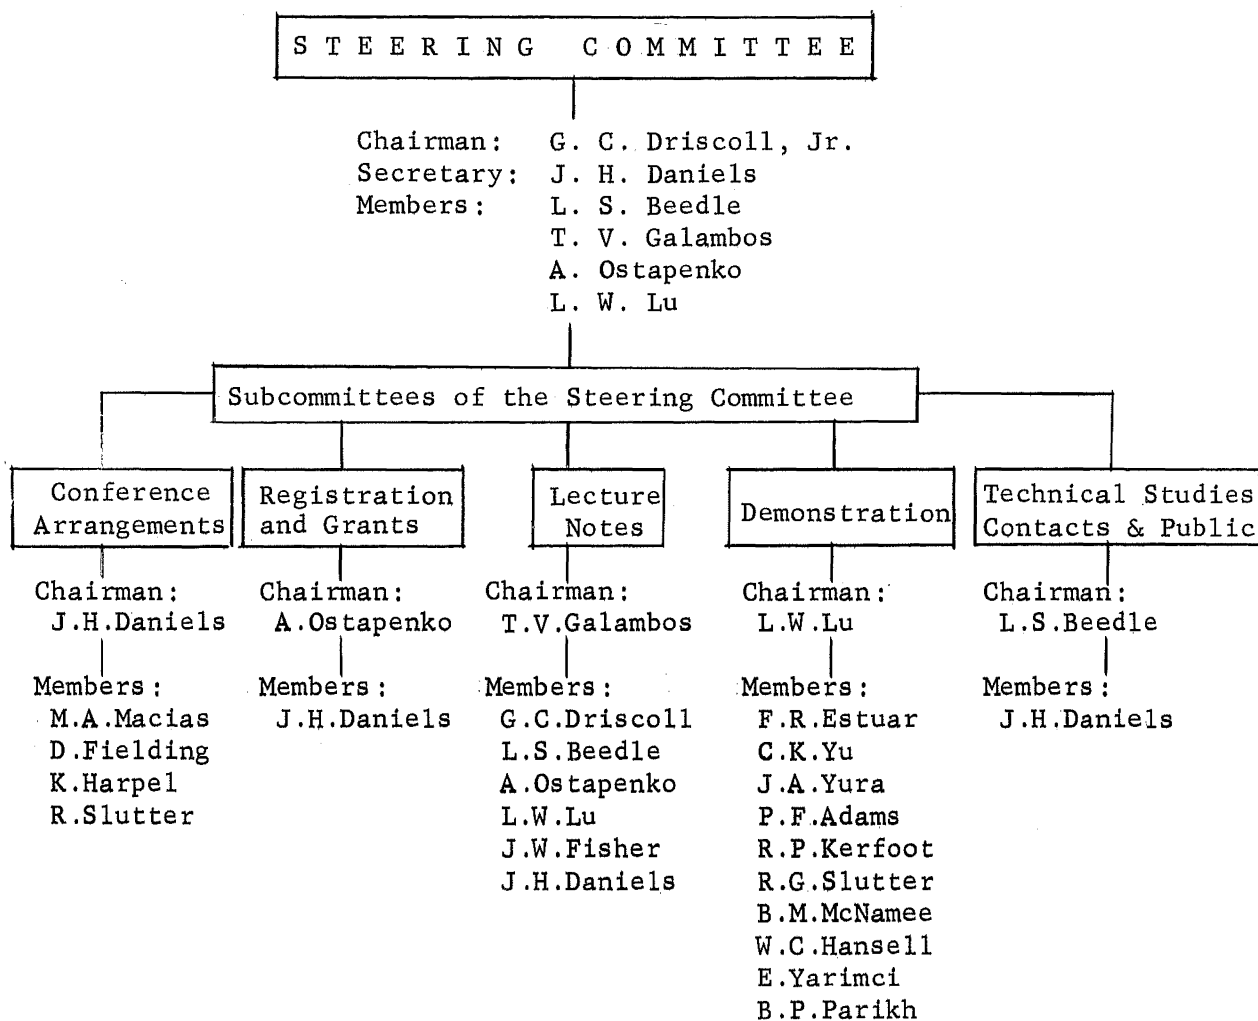 STEERING COMMITTEE
Chairman: G. C. Driscoll, Jr.
Secretary: J. H. Daniels
Members: L. S. Beedle
T. V. Galambos
A. Ostapenko
L. W. Lu
Subcommittees of the Steering Committee
Conference
Arrangements
Chairman:
J.H.Daniels
Members:
M.A.Macias
D.Fielding
K.Harpel
R.Slutter
Registration
and Grants
Chairman:
A.Ostapenko
Members:
J.H.Daniels
Lecture
Notes
Chairman:
T.V.Galambos
Members:
G.C.Driscoll
L.S.Beedle
A.Ostapenko
L.W.Lu
J.W.Fisher
J.H.Daniels
Demonstration
Chairman:
L.W.Lu
Members:
F.R.Estuar
C.K.Yu
J.A.Yura
P.F.Adams
R.P.Kerfoot
R.G.Slutter
B.M.McNamee
W.C.Hansell
E.Yarimci
B.P.Parikh
Technical Studies
Contacts & Public
Chairman:
L.S.Beedle
Members:
J.H.Daniels